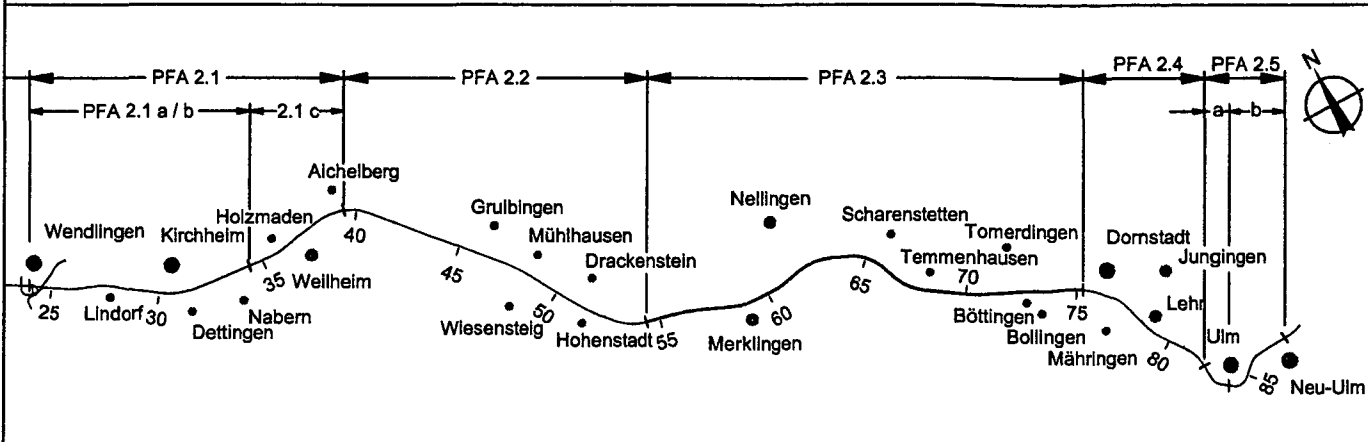 PFA 2.1
PFA 2.2
PFA 2.3
PFA 2.4
PFA 2.5
N
PFA 2.1 a / b
2.1 c
a
b
Aichelberg
Wendlingen
Kirchheim
Holzmaden
40
Grulbingen
Mühlhausen
Drackenstein
Nellingen
Scharenstetten
Tomerdingen
Temmenhausen
Dornstadt
Jungingen
35
Weilheim
45
65
70
25
Lindorf
30
Dettingen
Nabern
Wiesensteig
50
Hohenstadt
55
Merklingen
60
Böttingen
Bollingen
75
Mähringen
Lehr
80
Ulm
85
Neu-Ulm